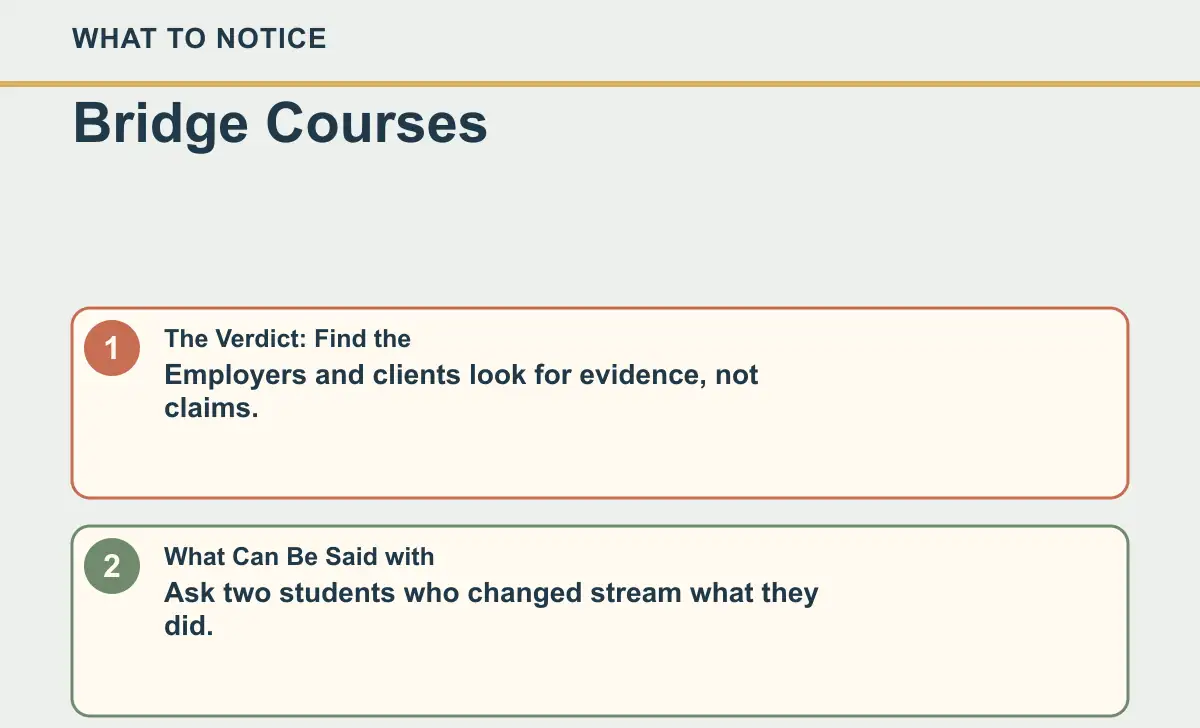 WHAT TO NOTICE
Bridge Courses
1
The Verdict: Find the
Employers and clients look for evidence, not
claims.
2
What Can Be Said with
Ask two students who changed stream what they
did.